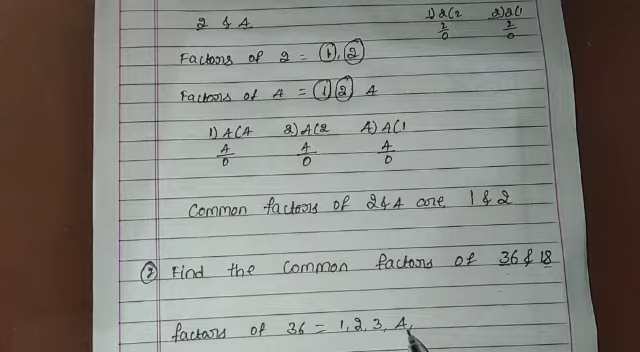 2 & 4 1) 2 (2 2) 2 (1
2 2
0 0
Factors of 2 = 1, 2
Factors of 4 = 1 2 4
1) 4 (4 2) 4 (2 4) 4 (1
4 4 4
0 0 0
Common factors of 2 & 4 are 1 & 2
2 Find the common factors of 36 & 18
factors of 36 = 1, 2, 3, 4,